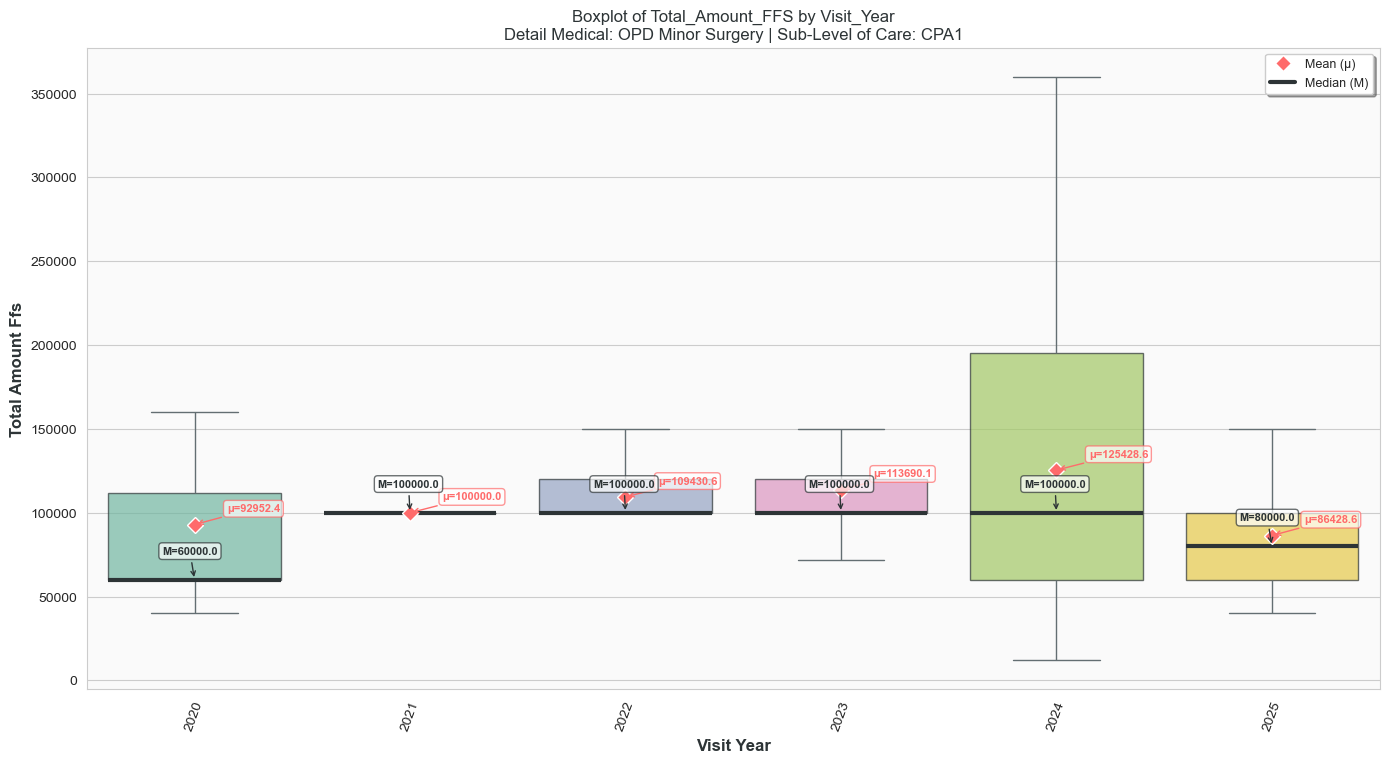 Boxplot of Total_Amount_FFS by Visit_Year
Detail Medical: OPD Minor Surgery | Sub-Level of Care: CPA1
Mean (μ)
Median (M)
Total Amount Ffs
350000
300000
250000
200000
150000
100000
50000
0
μ=92952.4
M=60000.0
M=100000.0
μ=100000.0
M=100000.0
μ=109430.6
M=100000.0
μ=113690.1
μ=125428.6
M=100000.0
M=80000.0
μ=86428.6
2020
2021
2022
2023
2024
2025
Visit Year